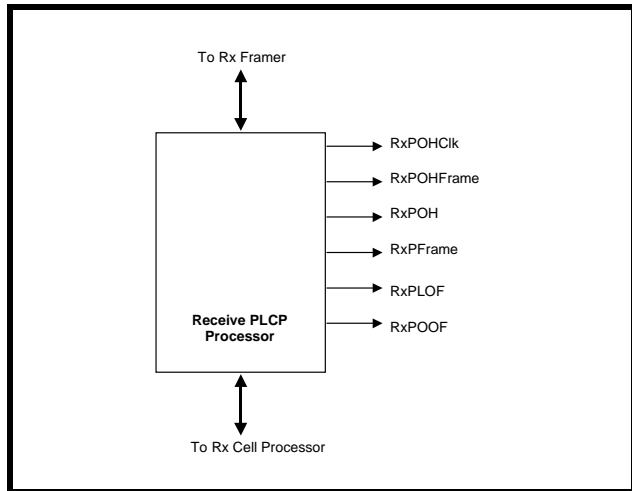 To Rx Framer
RxPOHClk
RxPOHFrame
RxPOH
RxPFrame
RxPLOF
RxPOOF
Receive PLCP
Processor
To Rx Cell Processor